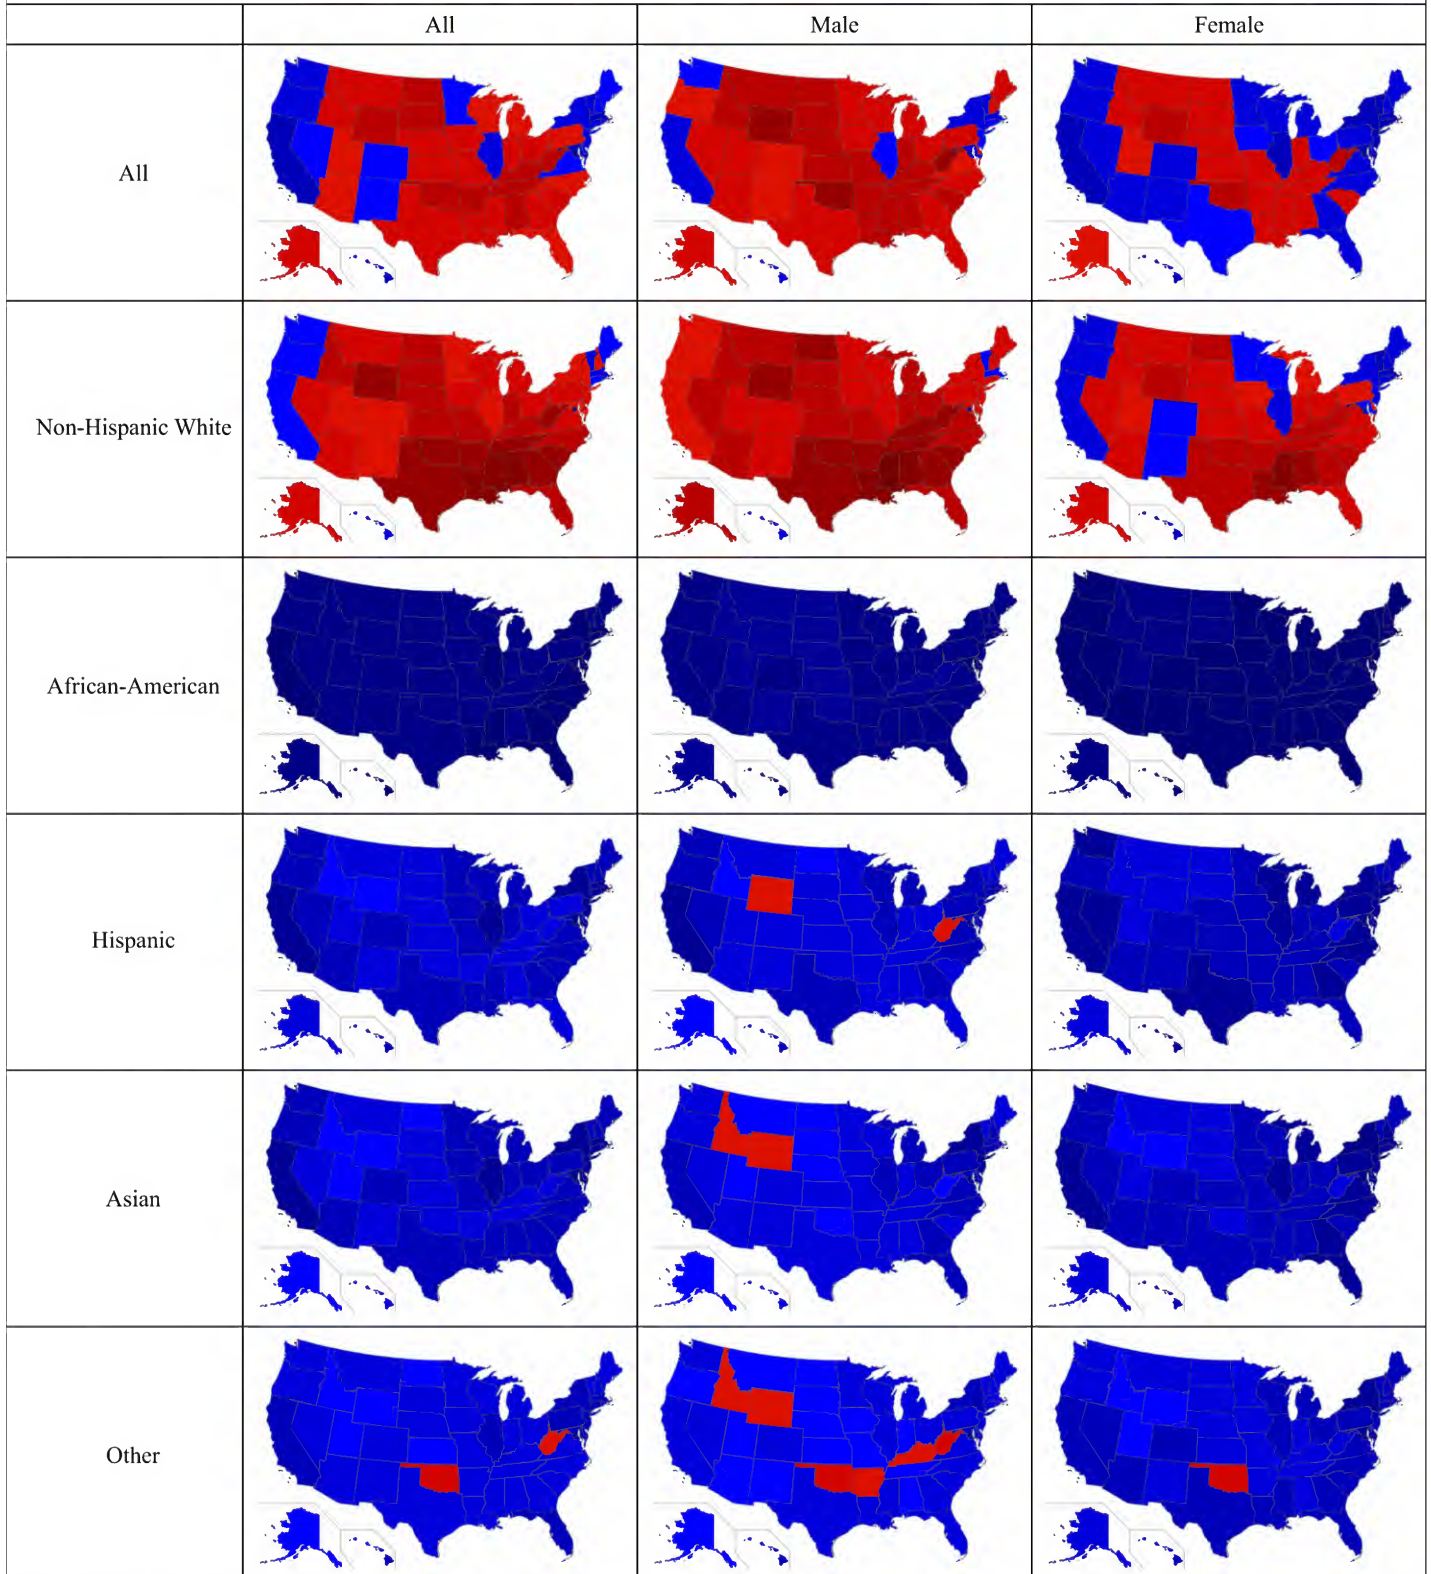 All Male Female
All
Non-Hispanic White
African-American
Hispanic
Asian
Other